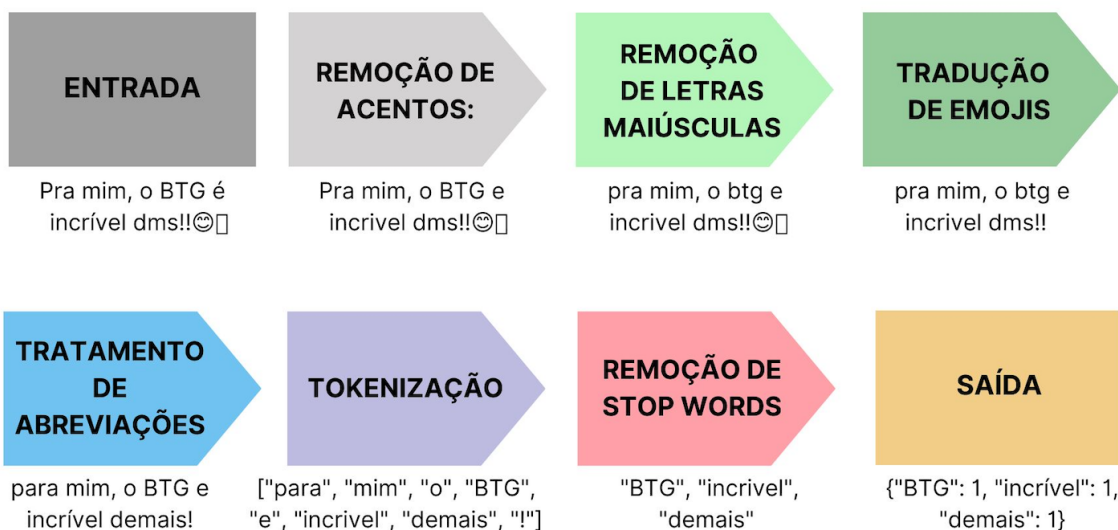 ENTRADA
Pra mim, o BTG é
incrível dms!!😊▯
REMOÇÃO DE
ACENTOS:
Pra mim, o BTG e
incrivel dms!!😊▯
REMOÇÃO
DE LETRAS
MAIÚSCULAS
pra mim, o btg e
incrivel dms!!😊▯
TRADUÇÃO
DE EMOJIS
pra mim, o btg e
incrivel dms!!
TRATAMENTO
DE
ABREVIAÇÕES
para mim, o BTG e
incrível demais!
TOKENIZAÇÃO
["para", "mim", "o", "BTG",
"e", "incrivel", "demais", "!"]
REMOÇÃO DE
STOP WORDS
"BTG", "incrivel",
"demais"
SAÍDA
{"BTG": 1, "incrível": 1,
"demais": 1}